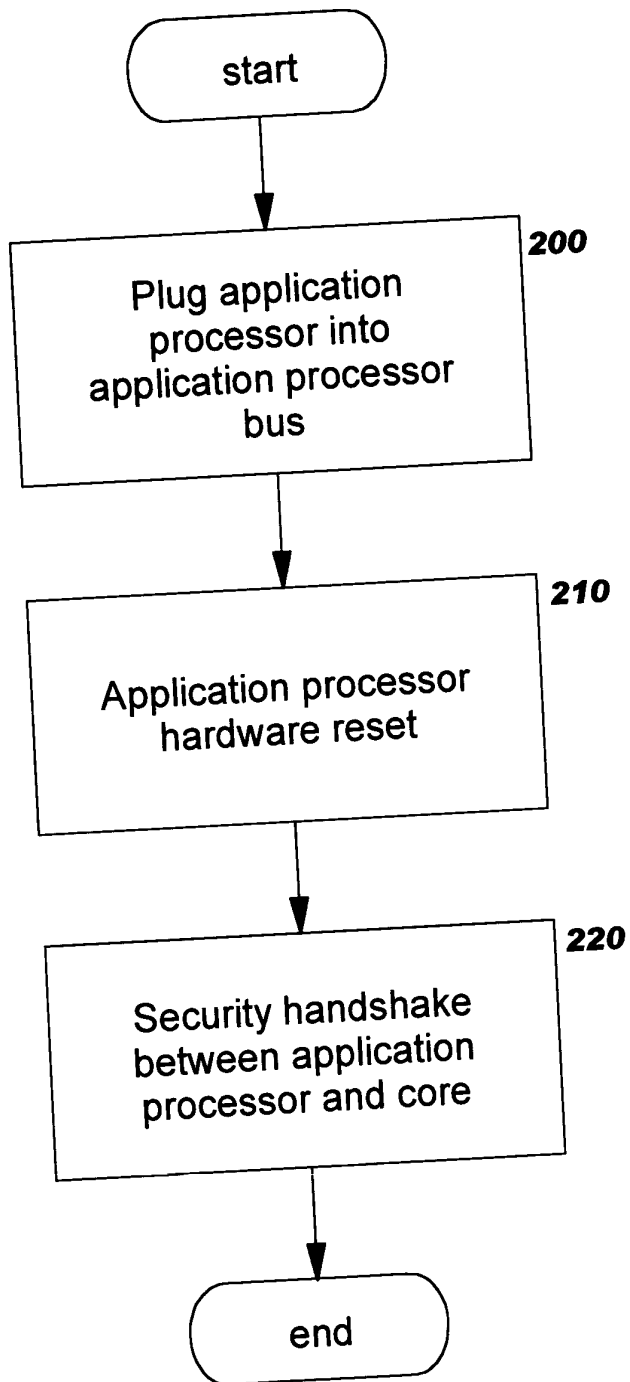 start
200
Plug application
processor into
application processor
bus
210
Application processor
hardware reset
220
Security handshake
between application
processor and core
end